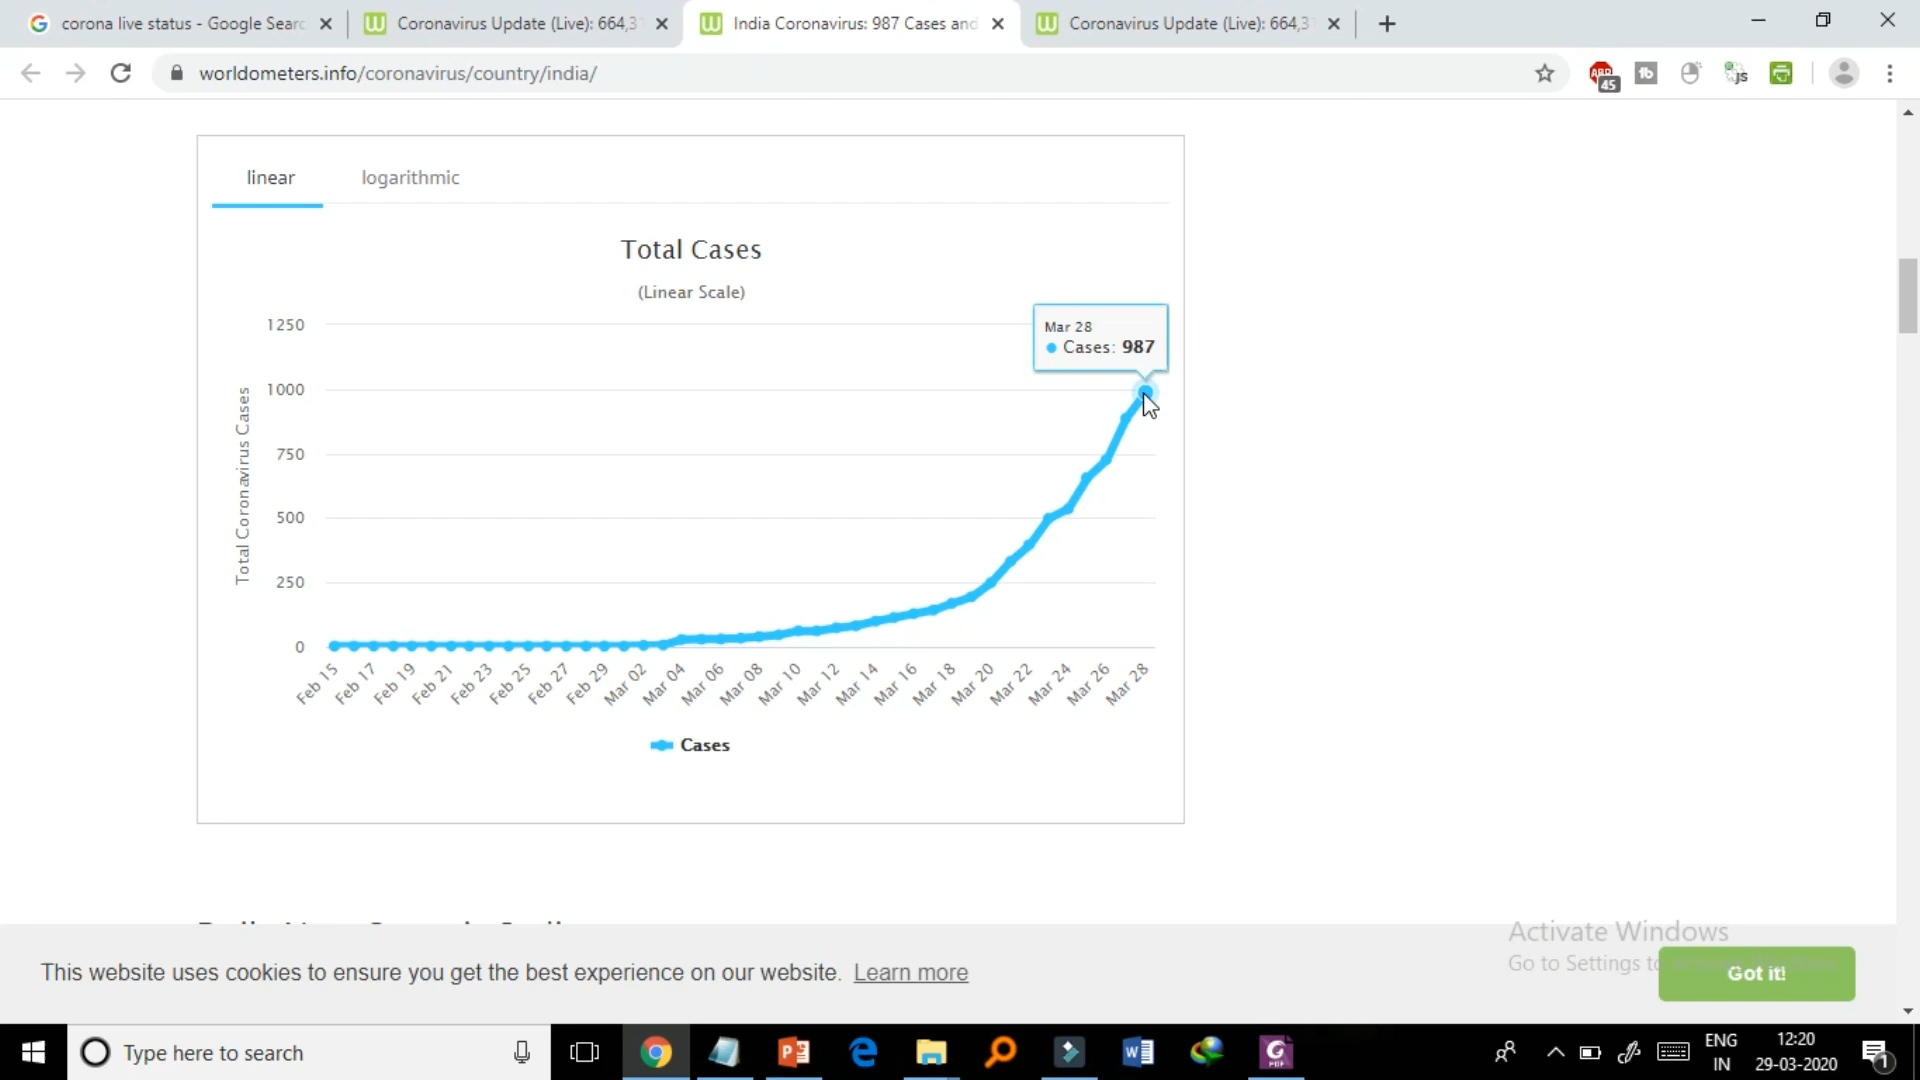 corona live status - Google Searc
Coronavirus Update (Live): 664,3
India Coronavirus: 987 Cases and
Coronavirus Update (Live): 664,3
worldometers.info/coronavirus/country/india/
ABP
45
tb
JS
linear
logarithmic
Total Cases
(Linear Scale)
Mar 28
Cases: 987
Total Coronavirus Cases
1250
1000
750
500
250
0
Feb 15
Feb 17
Feb 19
Feb 21
Feb 23
Feb 25
Feb 27
Feb 29
Mar 02
Mar 04
Mar 06
Mar 08
Mar 10
Mar 12
Mar 14
Mar 16
Mar 18
Mar 20
Mar 22
Mar 24
Mar 26
Mar 28
Cases
Activate Windows
Go to Settings to
This website uses cookies to ensure you get the best experience on our website. Learn more
Got it!
Type here to search
ENG
IN
12:20
29-03-2020
1